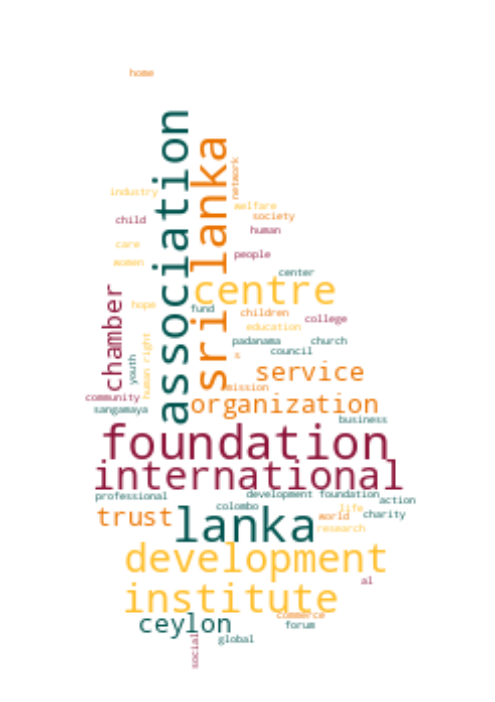 home
association
sri lanka
network
industry
welfare
society
child
human
care
people
women
center
centre
chamber
hope
fund
children
college
education
human right
youth
padanama
church
s
council
service
mission
community
organization
sangamaya
business
foundation
international
professional
development foundation
action
colombo
life
trust
lanka
world
charity
research
development
al
institute
commerce
ceylon
forum
social
global